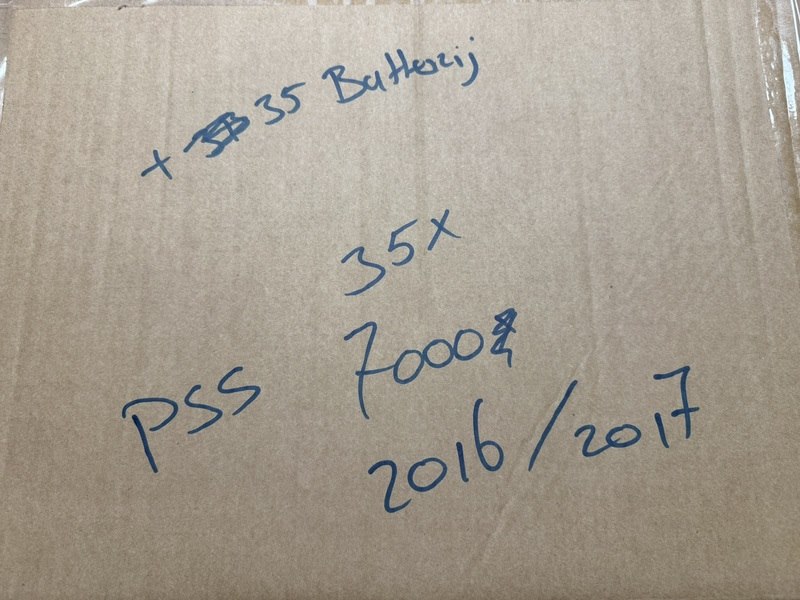 + 35 Batterij
35x
7000
PSS
2016/2017